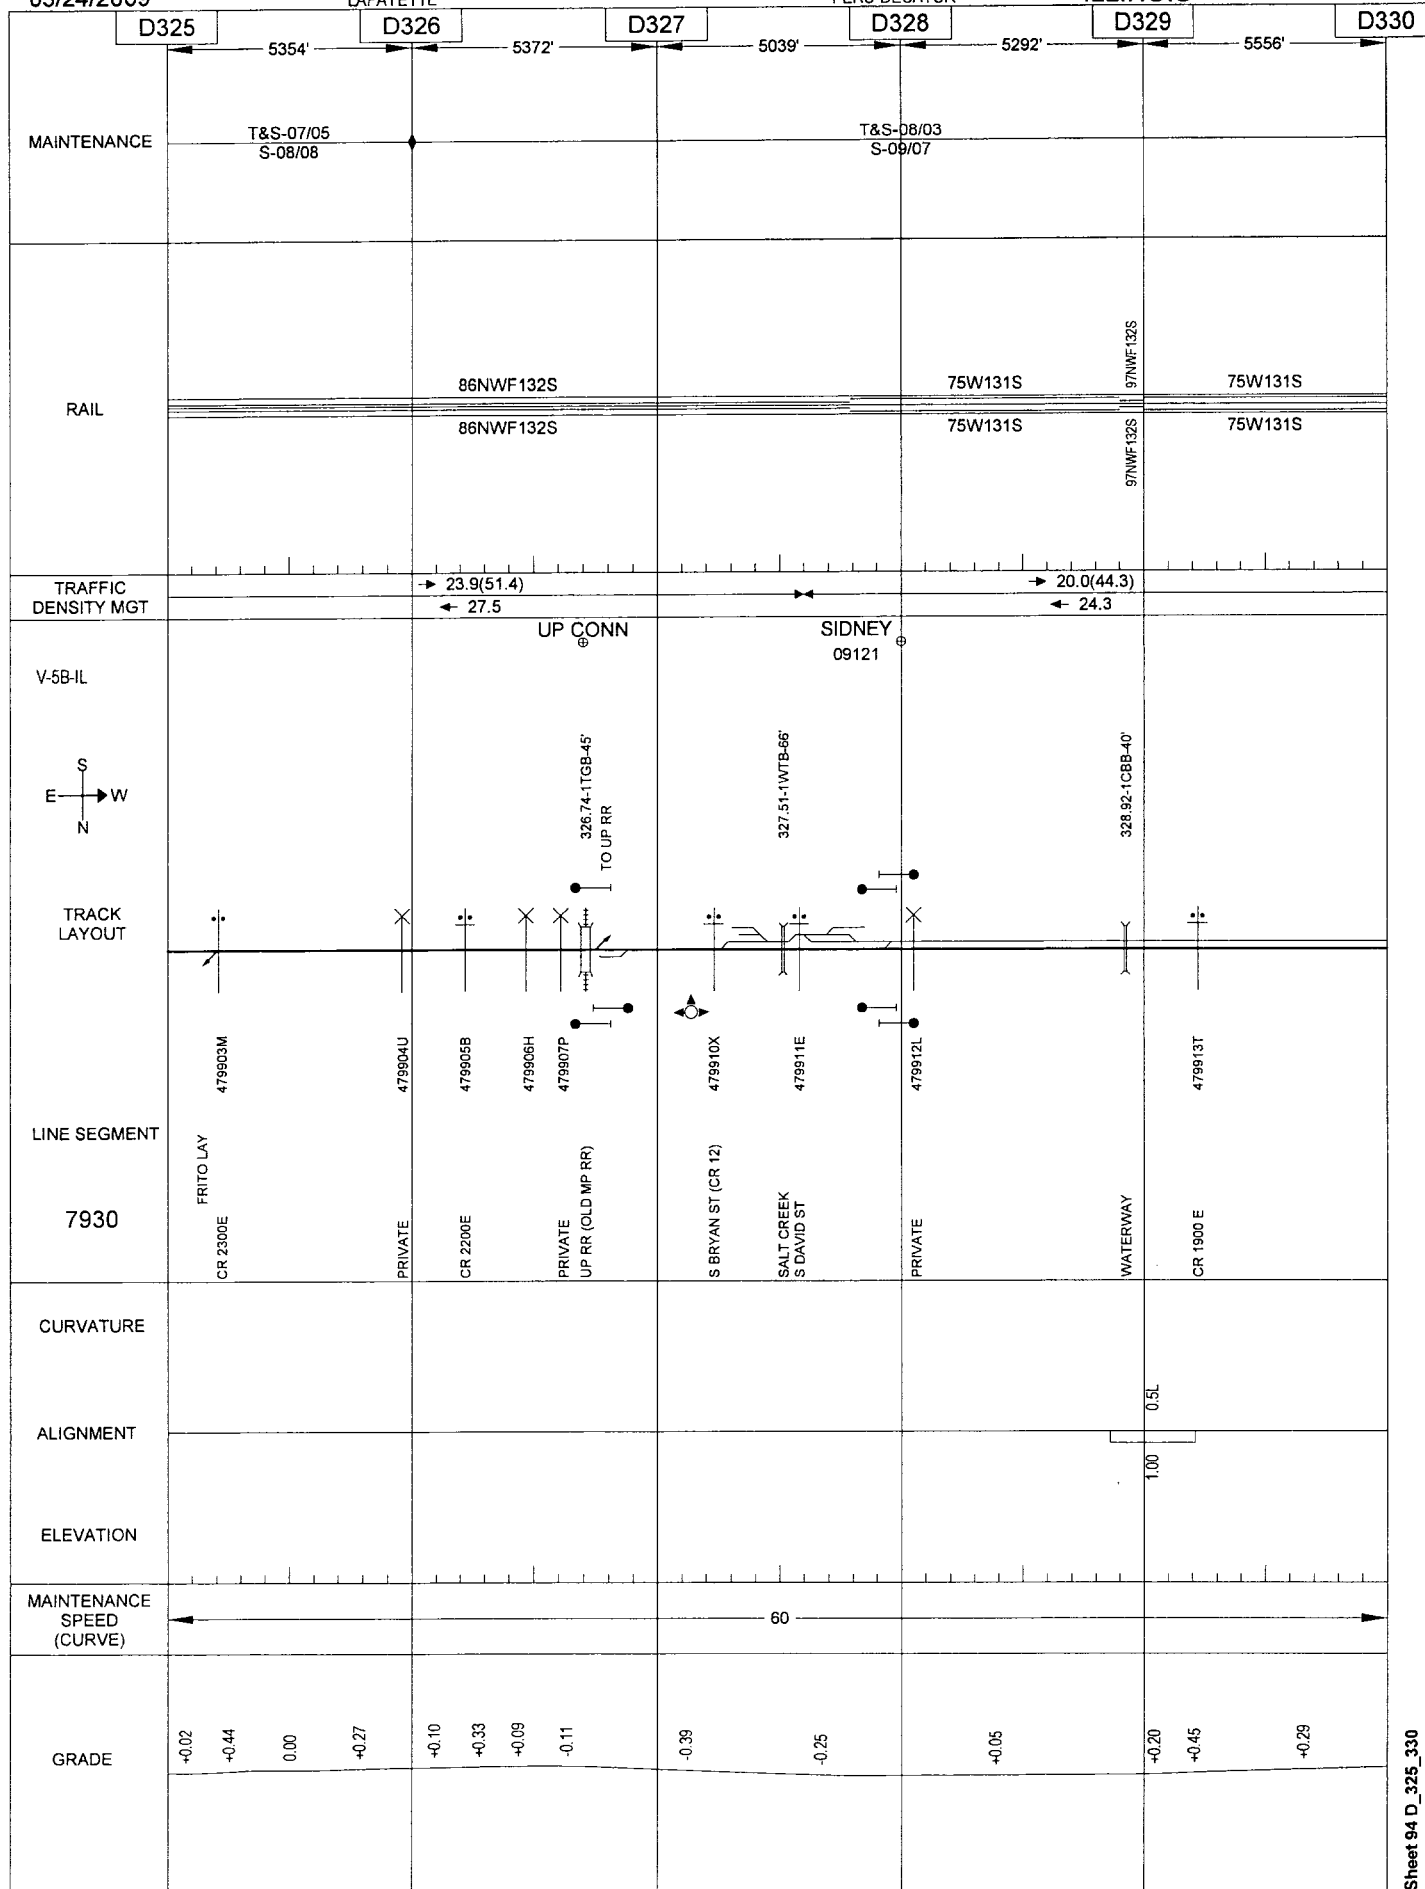 D325 D326 D327 D328 D329 D330
5354' 5372' 5039' 5292' 5556'
MAINTENANCE
T&S-07/05
S-08/08
T&S-08/03
S-09/07
RAIL
86NWF132S
86NWF132S
75W131S
75W131S
97NWF132S
97NWF132S
75W131S
75W131S
TRAFFIC
DENSITY MGT
23.9(51.4)
27.5
20.0(44.3)
24.3
UP CONN
SIDNEY
09121
V-5B-IL
S
E W
N
326.74-1TGB-45'
TO UP RR
327.51-1WTB-66'
328.92-1CBB-40'
TRACK
LAYOUT
479903M
479904U
479905B
479906H
479907P
479910X
479911E
479912L
479913T
LINE SEGMENT
7930
FRITO LAY
CR 2300E
PRIVATE
CR 2200E
PRIVATE
UP RR (OLD MP RR)
S BRYAN ST (CR 12)
SALT CREEK
S DAVID ST
PRIVATE
WATERWAY
CR 1900 E
CURVATURE
0.5L
ALIGNMENT
1.00
ELEVATION
MAINTENANCE
SPEED
(CURVE)
60
GRADE
+0.02
+0.44
0.00
+0.27
+0.10
+0.33
+0.09
-0.11
-0.39
-0.25
+0.05
+0.20
+0.45
+0.29
Sheet 94 D_325_330